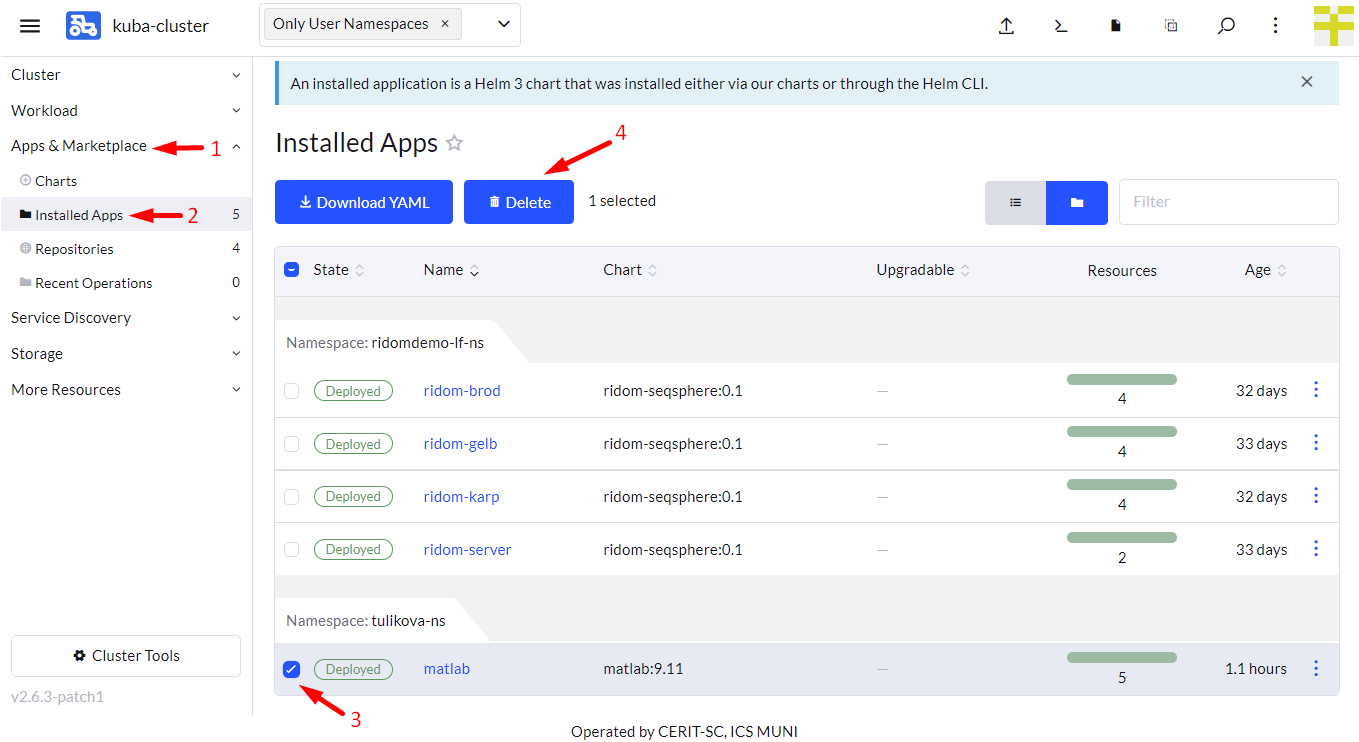 kuba-cluster
Only User Namespaces ×
Cluster
Workload
Apps & Marketplace 1
Charts
Installed Apps 2 5
Repositories 4
Recent Operations 0
Service Discovery
Storage
More Resources
Cluster Tools
v2.6.3-patch1
An installed application is a Helm 3 chart that was installed either via our charts or through the Helm CLI.
Installed Apps
4
Download YAML Delete 1 selected Filter
State Name Chart Upgradable Resources Age
Namespace: ridomdemo-lf-ns
Deployed ridom-brod ridom-seqsphere:0.1 — 4 32 days
Deployed ridom-gelb ridom-seqsphere:0.1 — 4 33 days
Deployed ridom-karp ridom-seqsphere:0.1 — 4 32 days
Deployed ridom-server ridom-seqsphere:0.1 — 2 33 days
Namespace: tulikova-ns
Deployed matlab matlab:9.11 — 5 1.1 hours
3
Operated by CERIT-SC, ICS MUNI